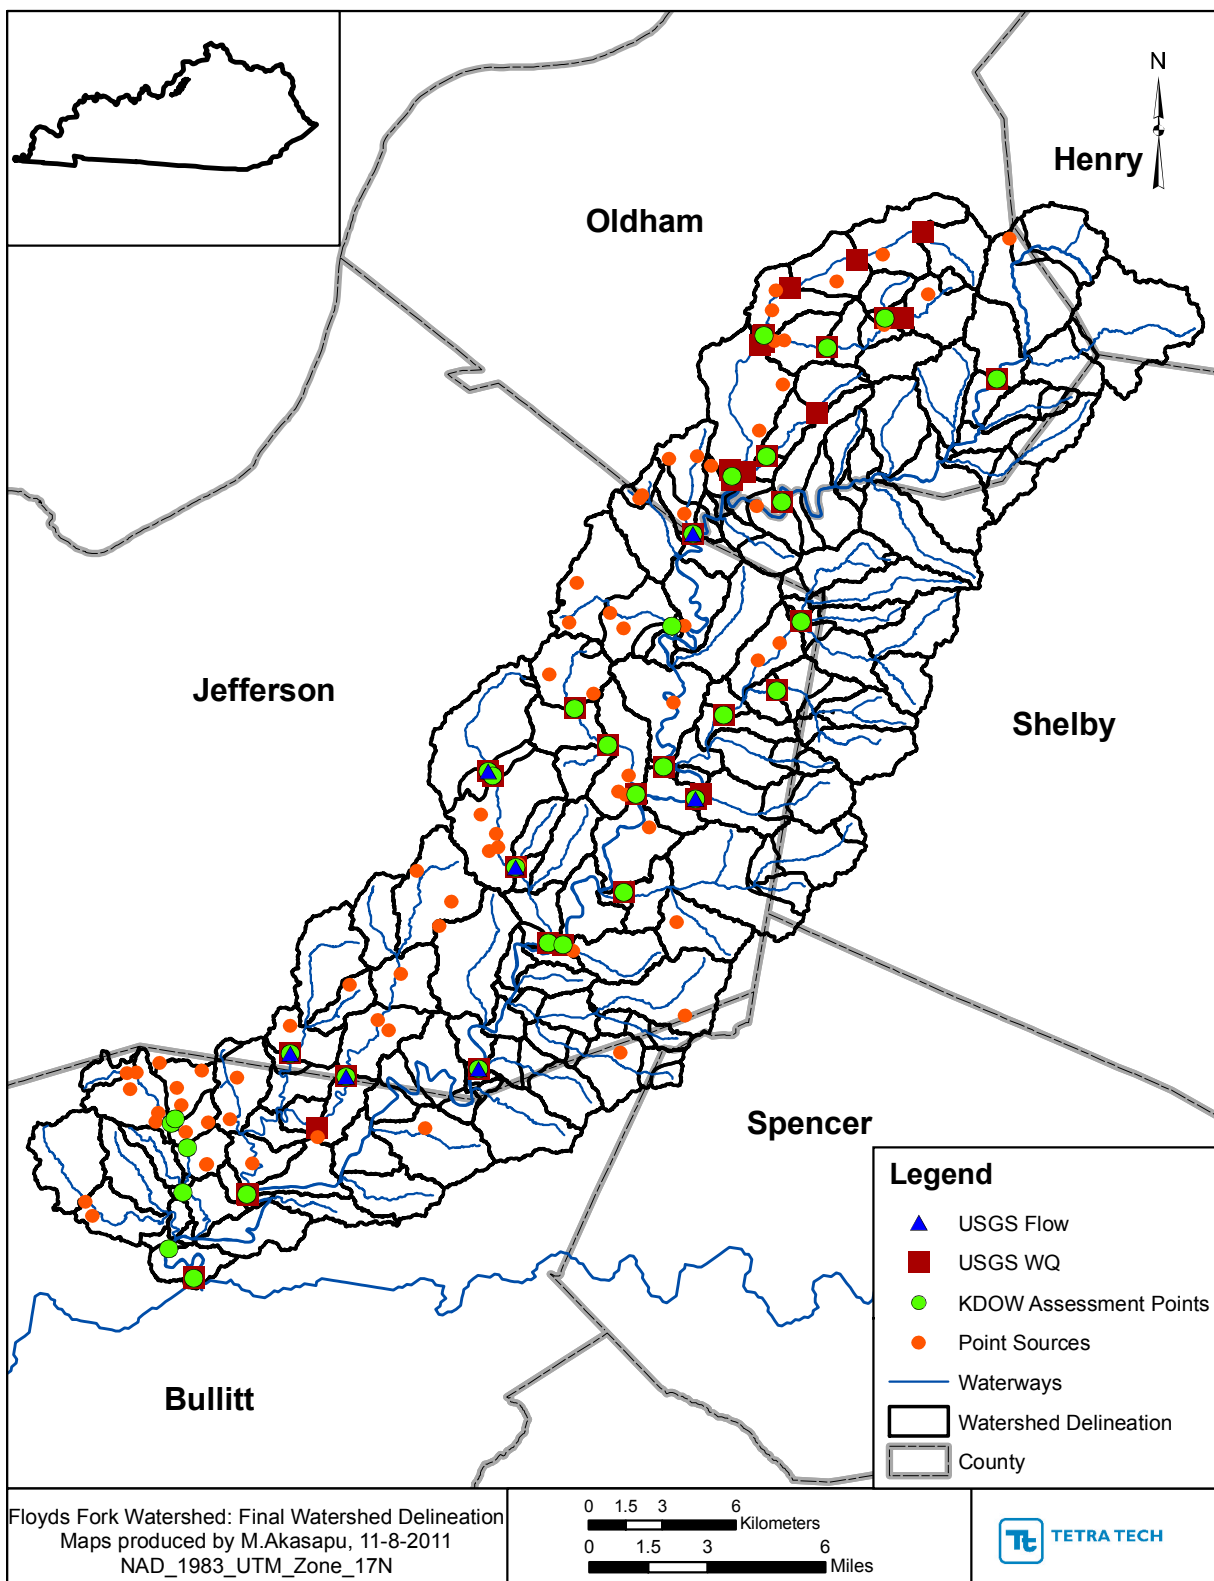 N
Henry
Oldham
Jefferson
Shelby
Spencer
Bullitt
Legend
USGS Flow
USGS WQ
KDOW Assessment Points
Point Sources
Waterways
Watershed Delineation
County
Floyds Fork Watershed: Final Watershed Delineation
Maps produced by M.Akasapu, 11-8-2011
NAD_1983_UTM_Zone_17N
0 1.5 3 6
Kilometers
0 1.5 3 6
Miles
Tt TETRA TECH